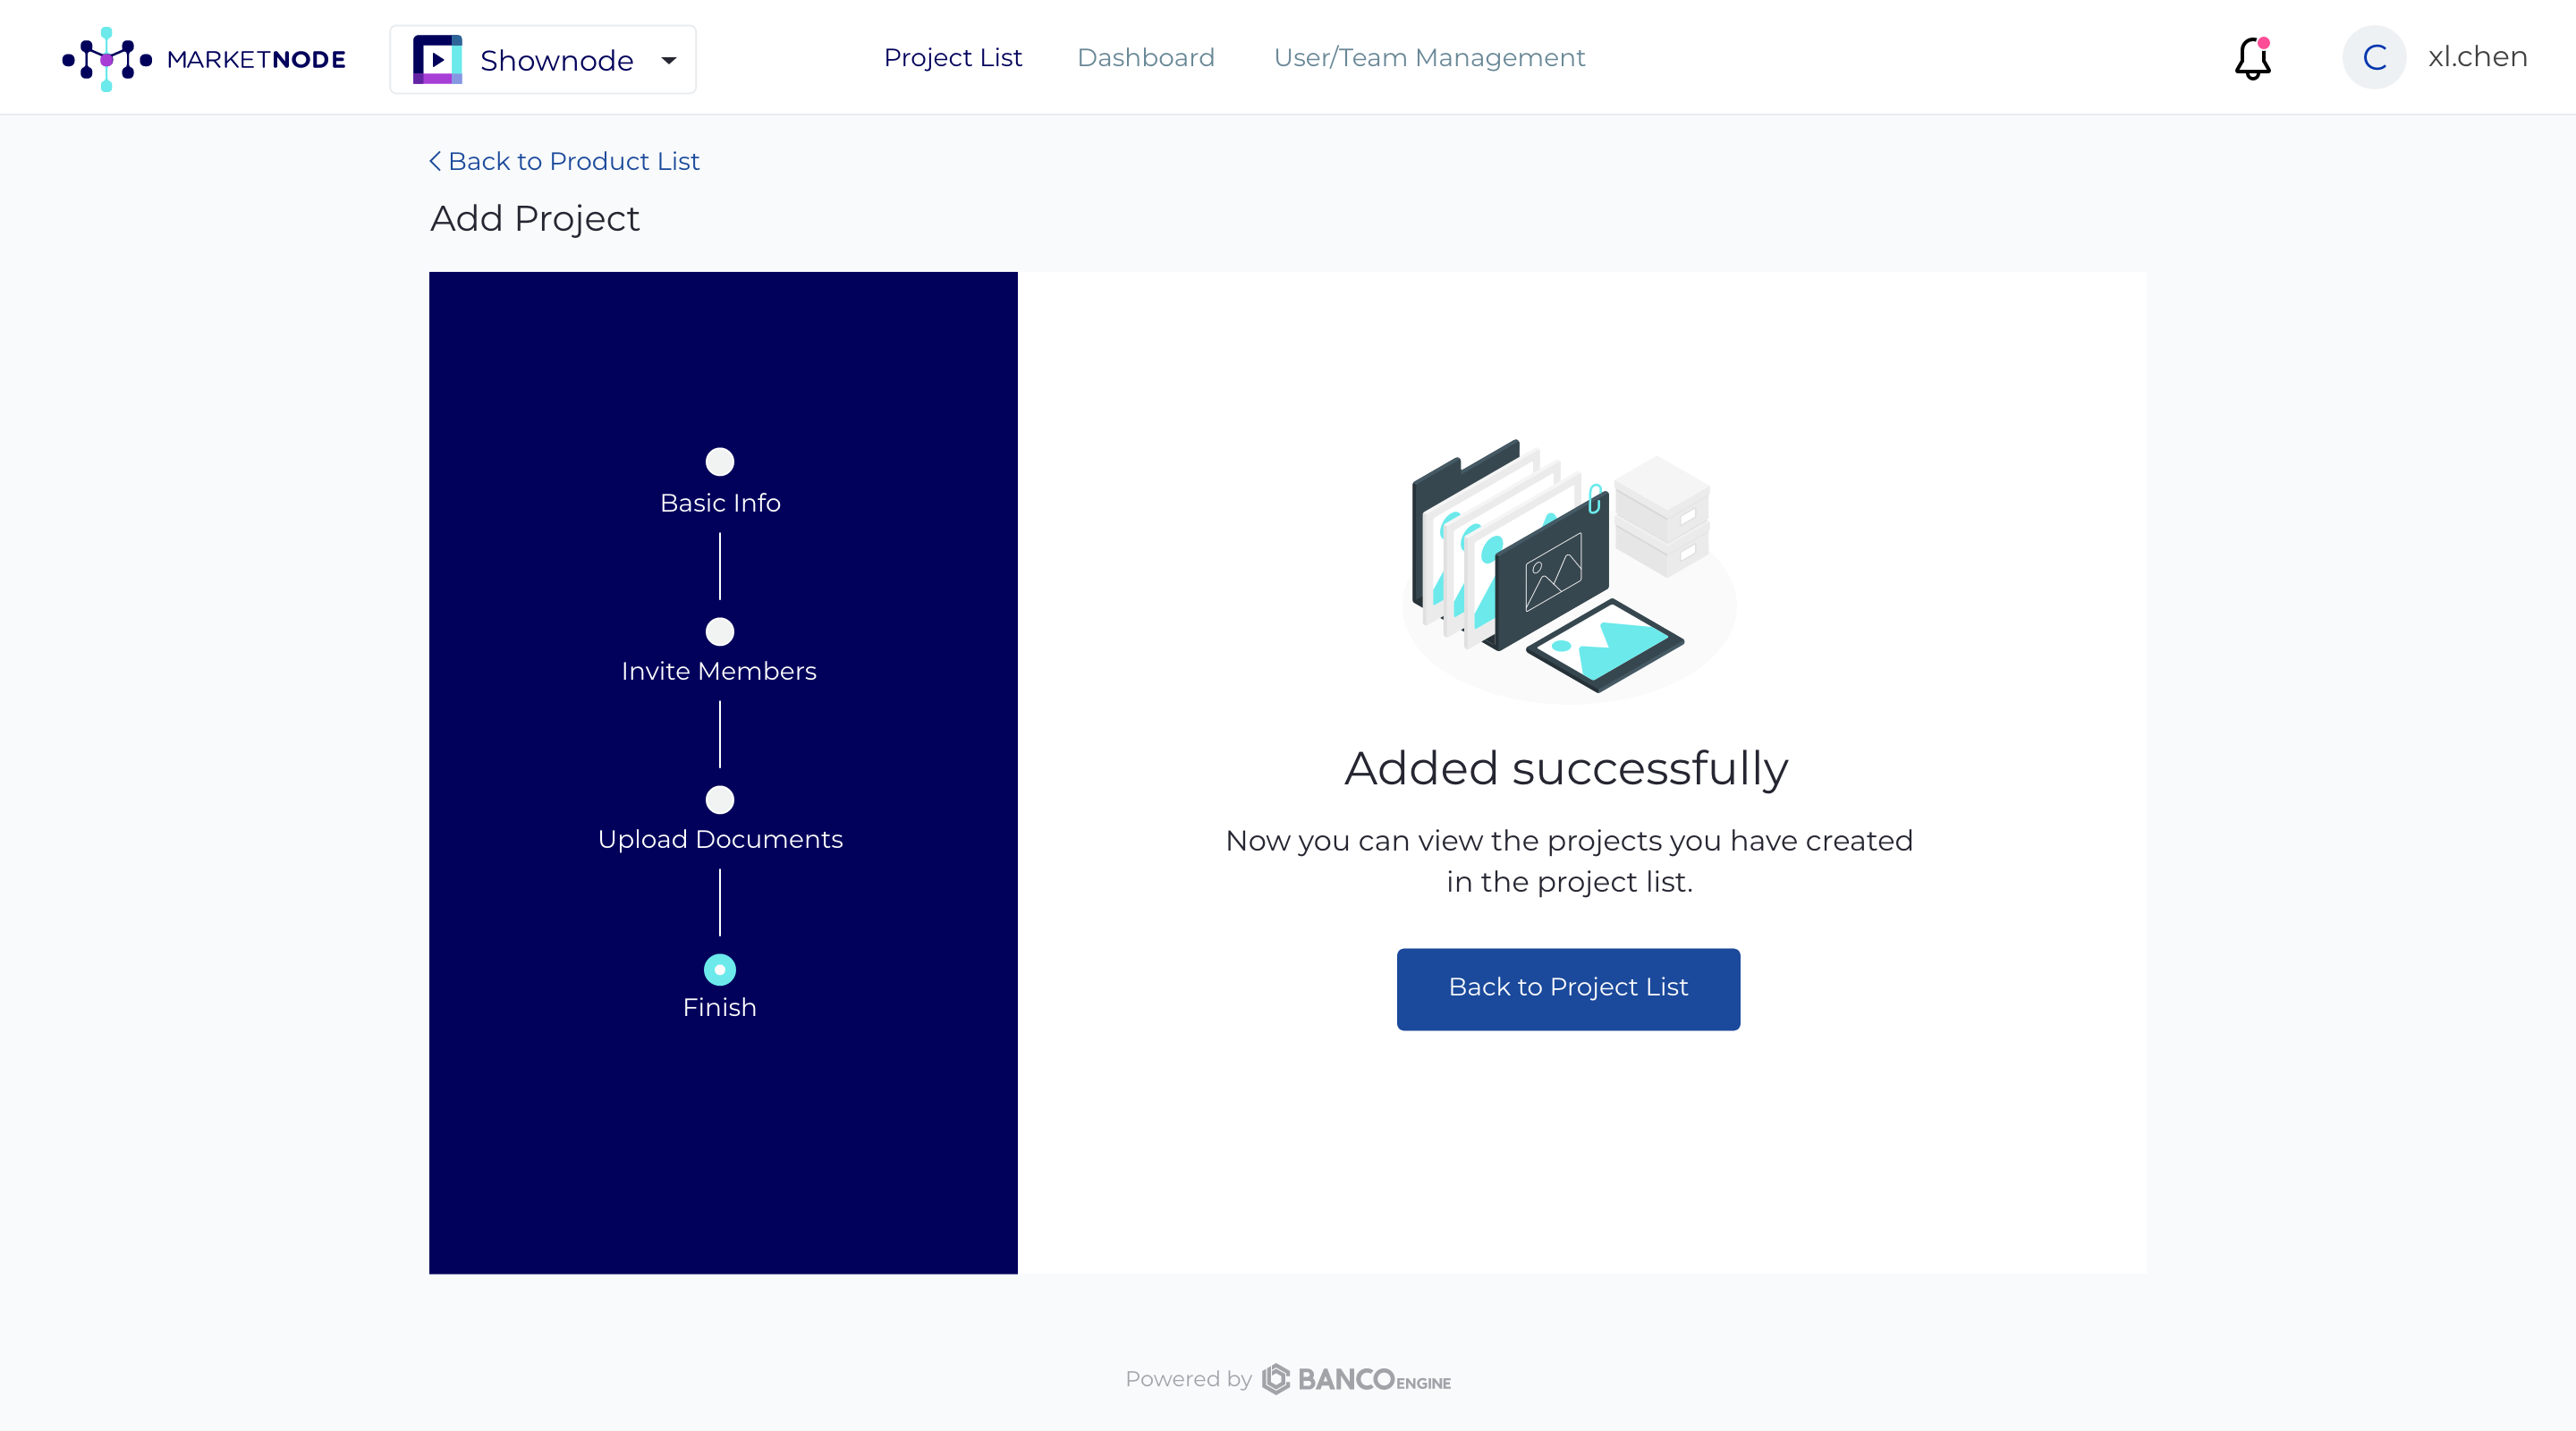 MARKETNODE
Shownode
Project List
Dashboard
User/Team Management
C
xl.chen
Back to Product List
Add Project
Basic Info
Invite Members
Upload Documents
Finish
Added successfully
Now you can view the projects you have created
in the project list.
Back to Project List
Powered by BANCO ENGINE